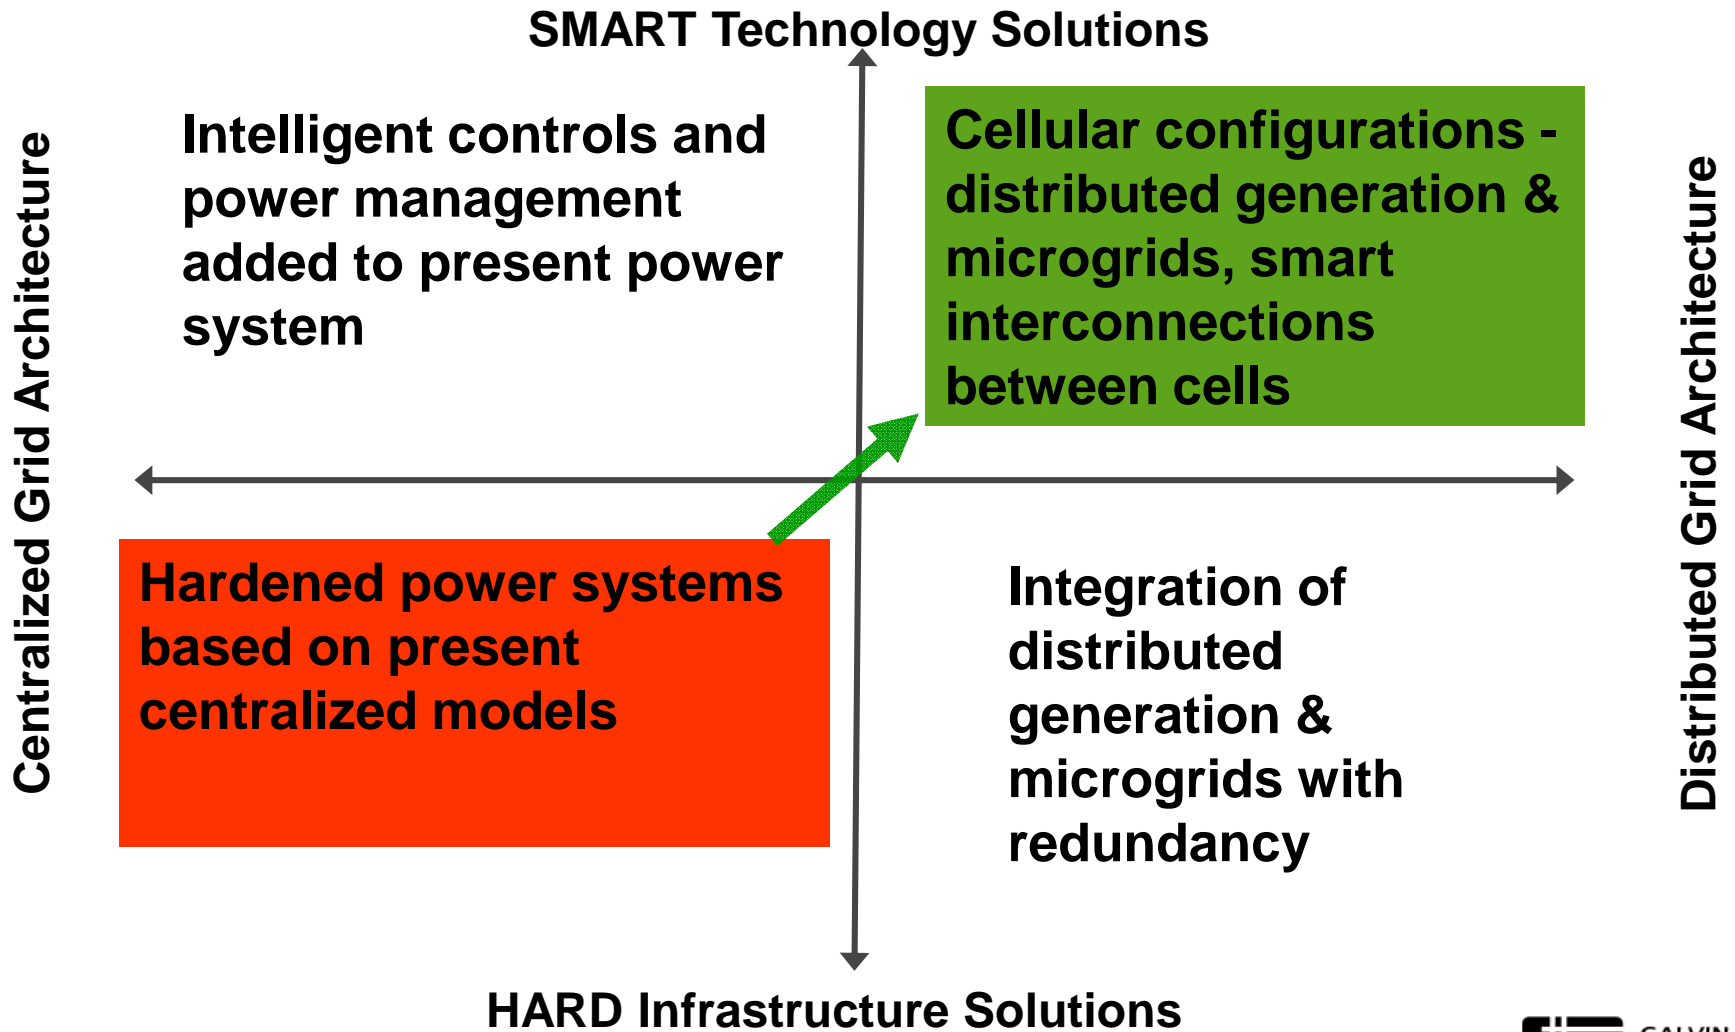 SMART Technology Solutions
Centralized Grid Architecture
Intelligent controls and
power management
added to present power
system
Cellular configurations -
distributed generation &
microgrids, smart
interconnections
between cells
Distributed Grid Architecture
Hardened power systems
based on present
centralized models
Integration of
distributed
generation &
microgrids with
redundancy
HARD Infrastructure Solutions
GALVIN